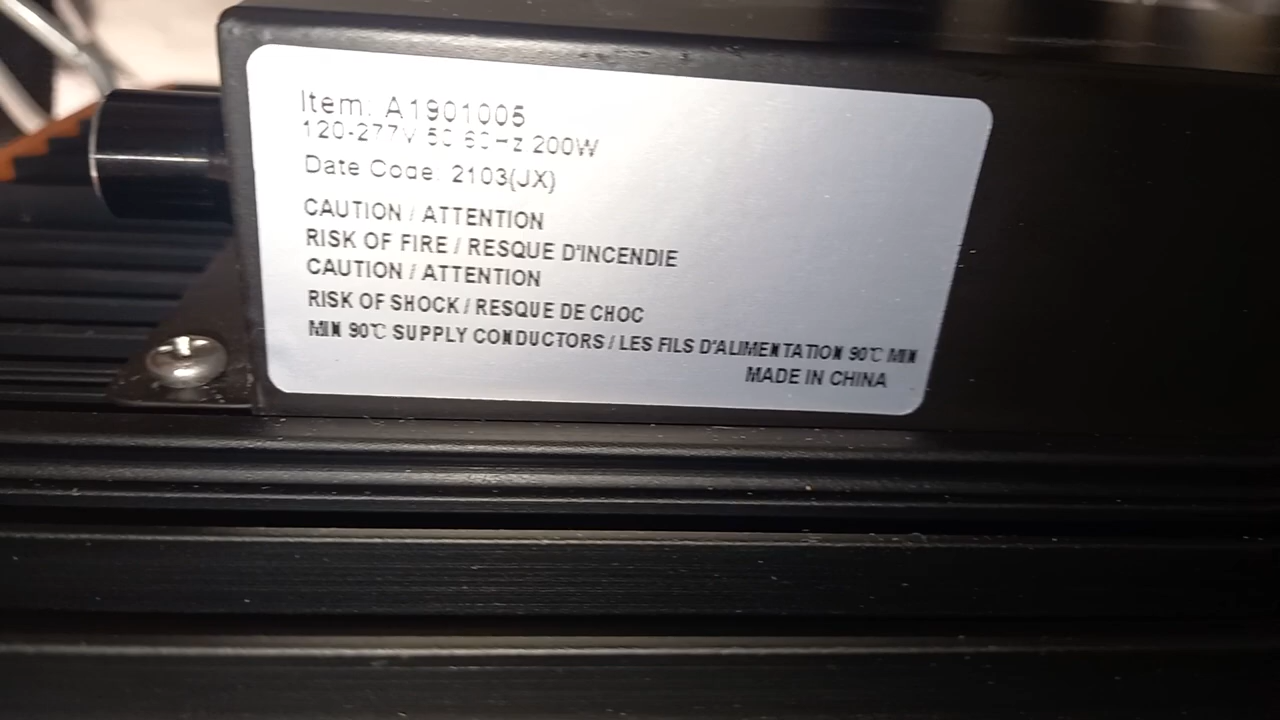 Item: A1901005
120-277V 50 60Hz 200W
Date Code: 2103(JX)
CAUTION / ATTENTION
RISK OF FIRE / RESQUE D'INCENDIE
CAUTION / ATTENTION
RISK OF SHOCK / RESQUE DE CHOC
MIN 90℃ SUPPLY CONDUCTORS / LES FILS D'ALIMENTATION 90℃ MIN
MADE IN CHINA